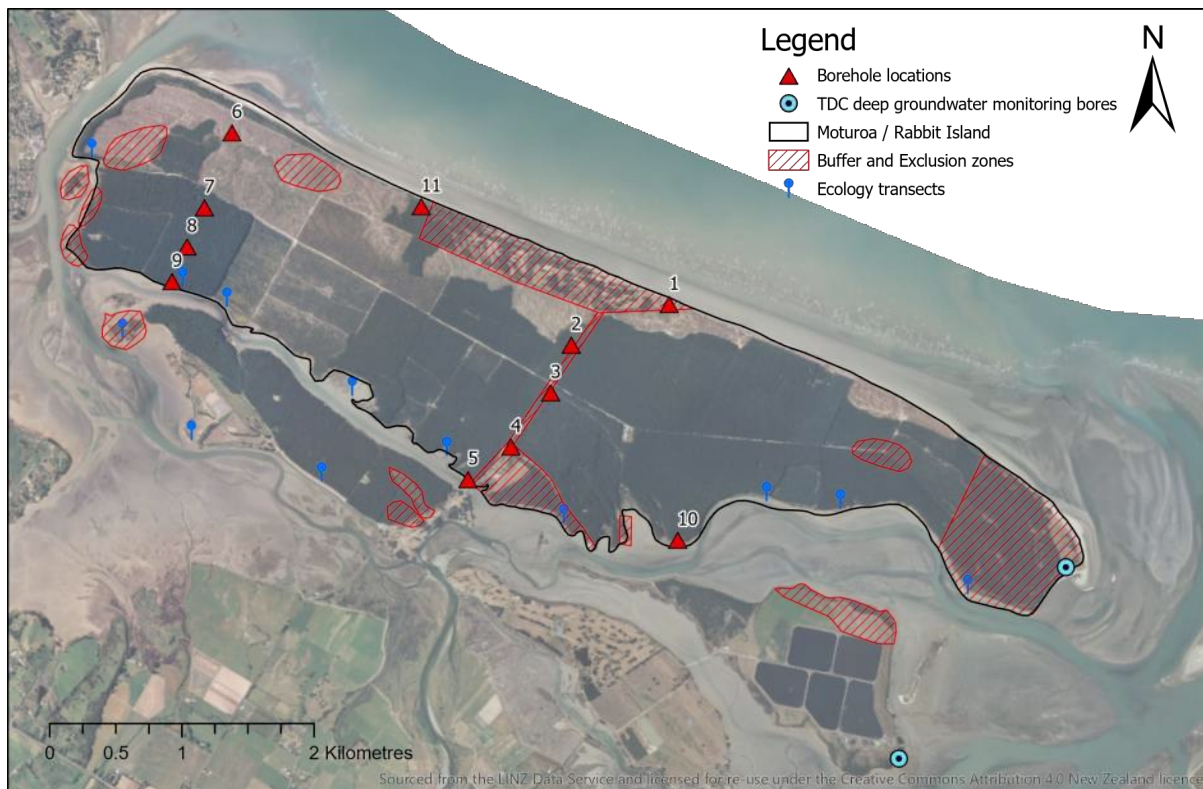 Legend
N
Borehole locations
TDC deep groundwater monitoring bores
Moturoa / Rabbit Island
Buffer and Exclusion zones
Ecology transects
6
7
11
8
9
1
2
3
4
5
10
0 0.5 1 2 Kilometres
Sourced from the LINZ Data Service and licensed for re-use under the Creative Commons Attribution 4.0 New Zealand licence